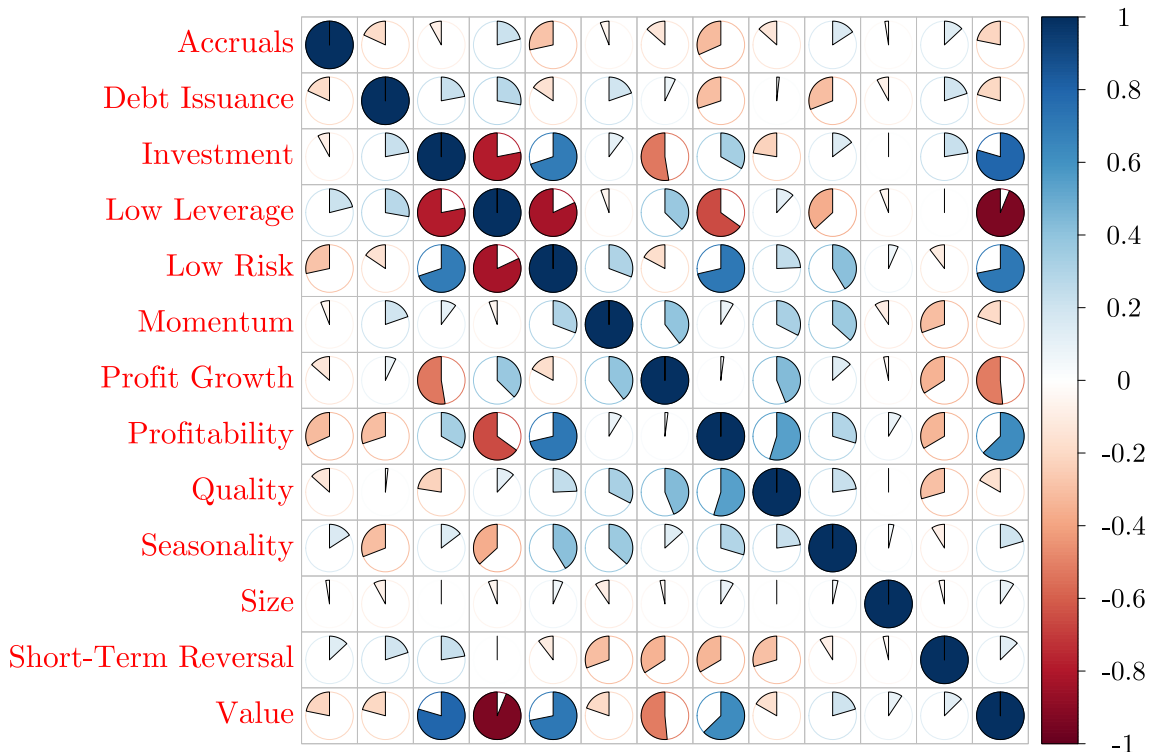 Accruals
Debt Issuance
Investment
Low Leverage
Low Risk
Momentum
Profit Growth
Profitability
Quality
Seasonality
Size
Short-Term Reversal
Value
1
0.8
0.6
0.4
0.2
0
-0.2
-0.4
-0.6
-0.8
-1